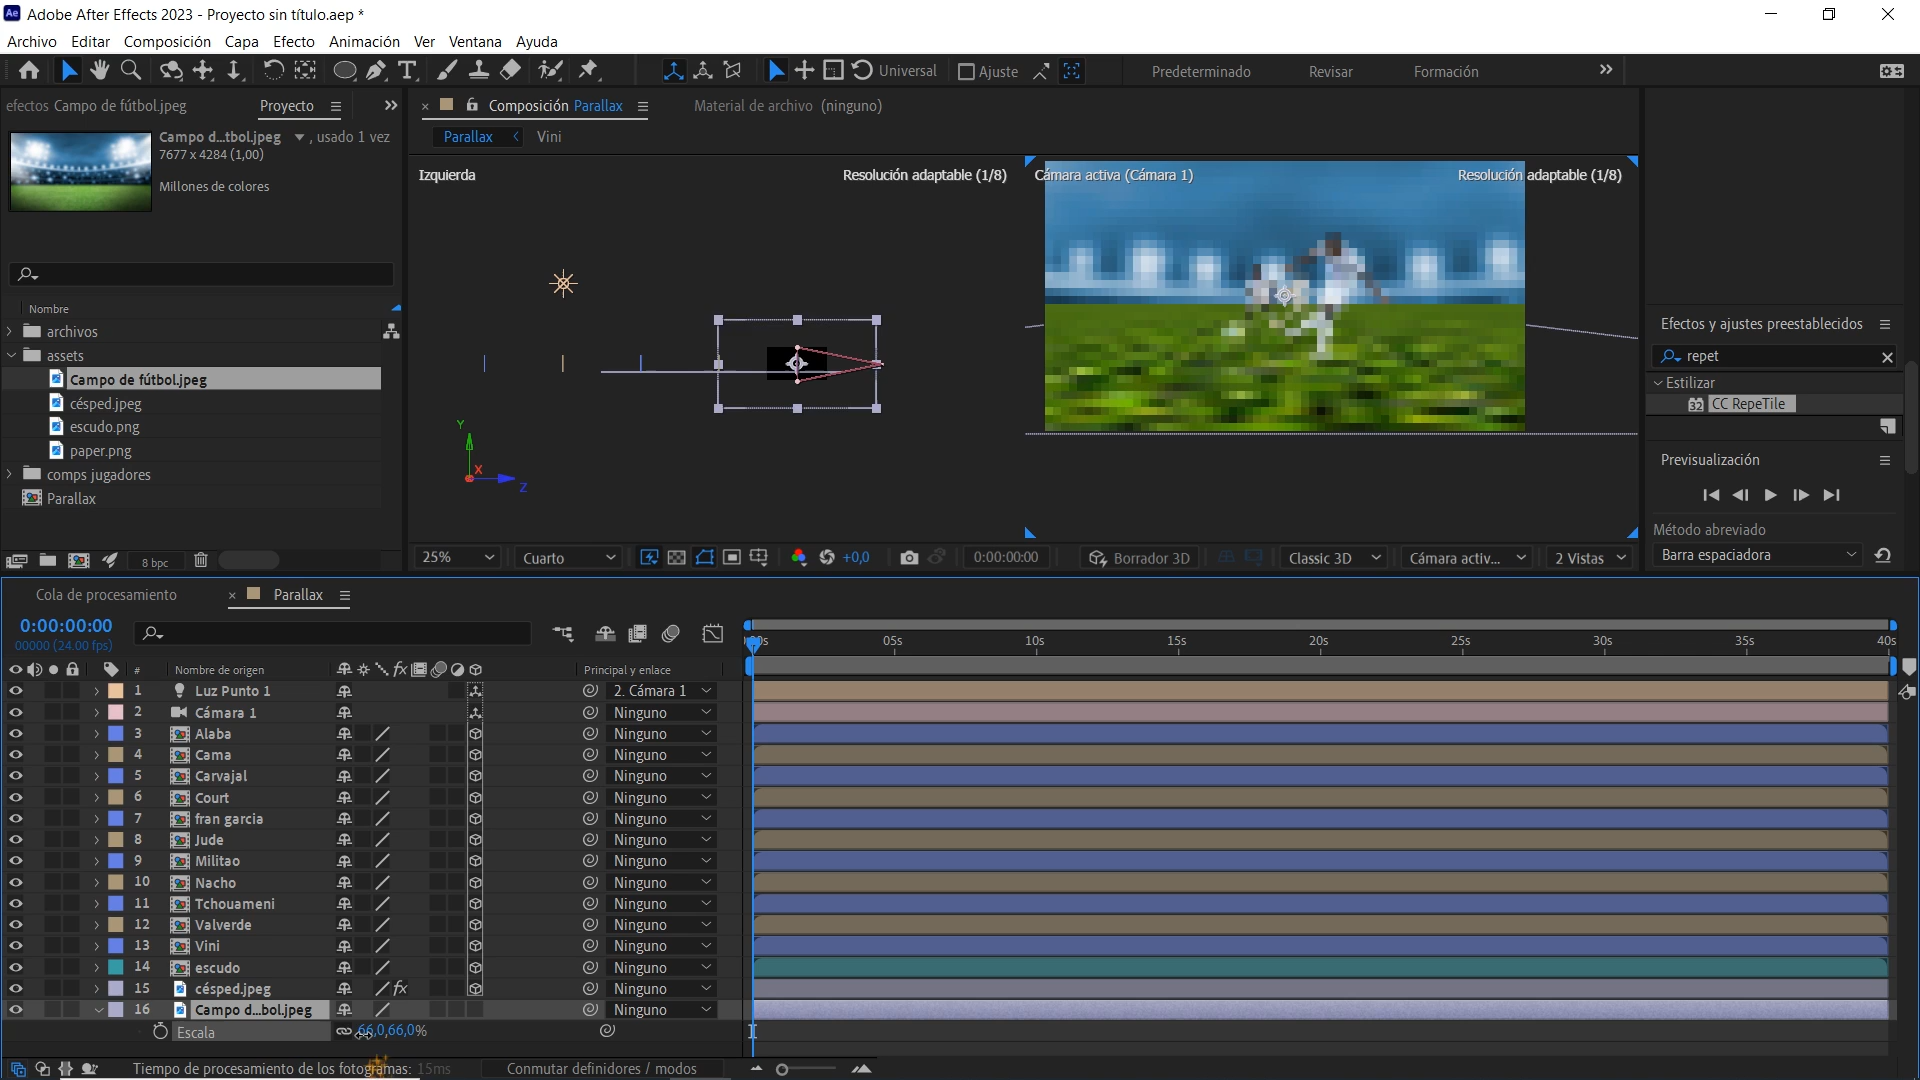 Adobe After Effects 2023 - Proyecto sin título.aep *
Archivo Editar Composición Capa Efecto Animación Ver Ventana Ayuda
Universal Ajuste Predeterminado Revisar Formación
efectos Campo de fútbol.jpeg Proyecto
Composición Parallax Material de archivo (ninguno)
Campo d...tbol.jpeg , usado 1 vez
7677 x 4284 (1,00)
Millones de colores
Parallax Vini
Izquierda Resolución adaptable (1/8)
Cámara activa (Cámara 1) Resolución adaptable (1/8)
Nombre
archivos
assets
Campo de fútbol.jpeg
césped.jpeg
escudo.png
paper.png
comps jugadores
Parallax
8 bpc
Y
X
Z
25% Cuarto +0,0 0:00:00:00 Borrador 3D Classic 3D Cámara activ... 2 Vistas
Efectos y ajustes preestablecidos
repet
Estilizar
32 CC RepeTile
Previsualización
Método abreviado
Barra espaciadora
Cola de procesamiento Parallax
0:00:00:00
00000 (24.00 fps)
05s 10s 15s 20s 25s 30s 35s 40s
# Nombre de origen fx Principal y enlace
1 Luz Punto 1 2. Cámara 1
2 Cámara 1 Ninguno
3 Alaba Ninguno
4 Cama Ninguno
5 Carvajal Ninguno
6 Court Ninguno
7 fran garcia Ninguno
8 Jude Ninguno
9 Militao Ninguno
10 Nacho Ninguno
11 Tchouameni Ninguno
12 Valverde Ninguno
13 Vini Ninguno
14 escudo Ninguno
15 césped.jpeg fx Ninguno
16 Campo d...bol.jpeg Ninguno
Escala 66,0,66,0%
Tiempo de procesamiento de los fotogramas: 15ms Conmutar definidores / modos